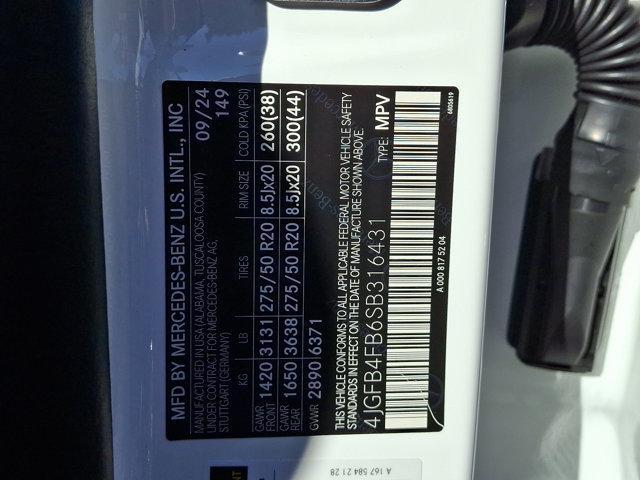 MFD BY MERCEDES-BENZ U.S. INTL., INC
MANUFACTURED IN USA (ALABAMA, TUSCALOOSA COUNTY)
UNDER CONTRACT FOR MERCEDES-BENZ AG,
STUTTGART (GERMANY)
09/24
149
KG LB TIRES RIM SIZE COLD KPA (PSI)
GAWR FRONT 1420 3131 275/50 R20 8.5Jx20 260(38)
GAWR REAR 1650 3638 275/50 R20 8.5jx20 300(44)
GVWR 2890 6371
THIS VEHICLE CONFORMS TO ALL APPLICABLE FEDERAL MOTOR VEHICLE SAFETY
STANDARDS IN EFFECT ON THE DATE OF MANUFACTURE SHOWN ABOVE.
4JGFB4FB6SB316431 TYPE: MPV
A 000 817 52 04
6805619
A 167 584 21 28